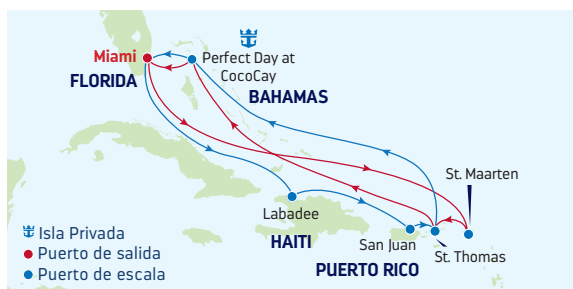 Miami
FLORIDA
Perfect Day at
CocoCay
BAHAMAS
St. Maarten
Labadee
HAITI
San Juan
St. Thomas
PUERTO RICO
Isla Privada
Puerto de salida
Puerto de escala